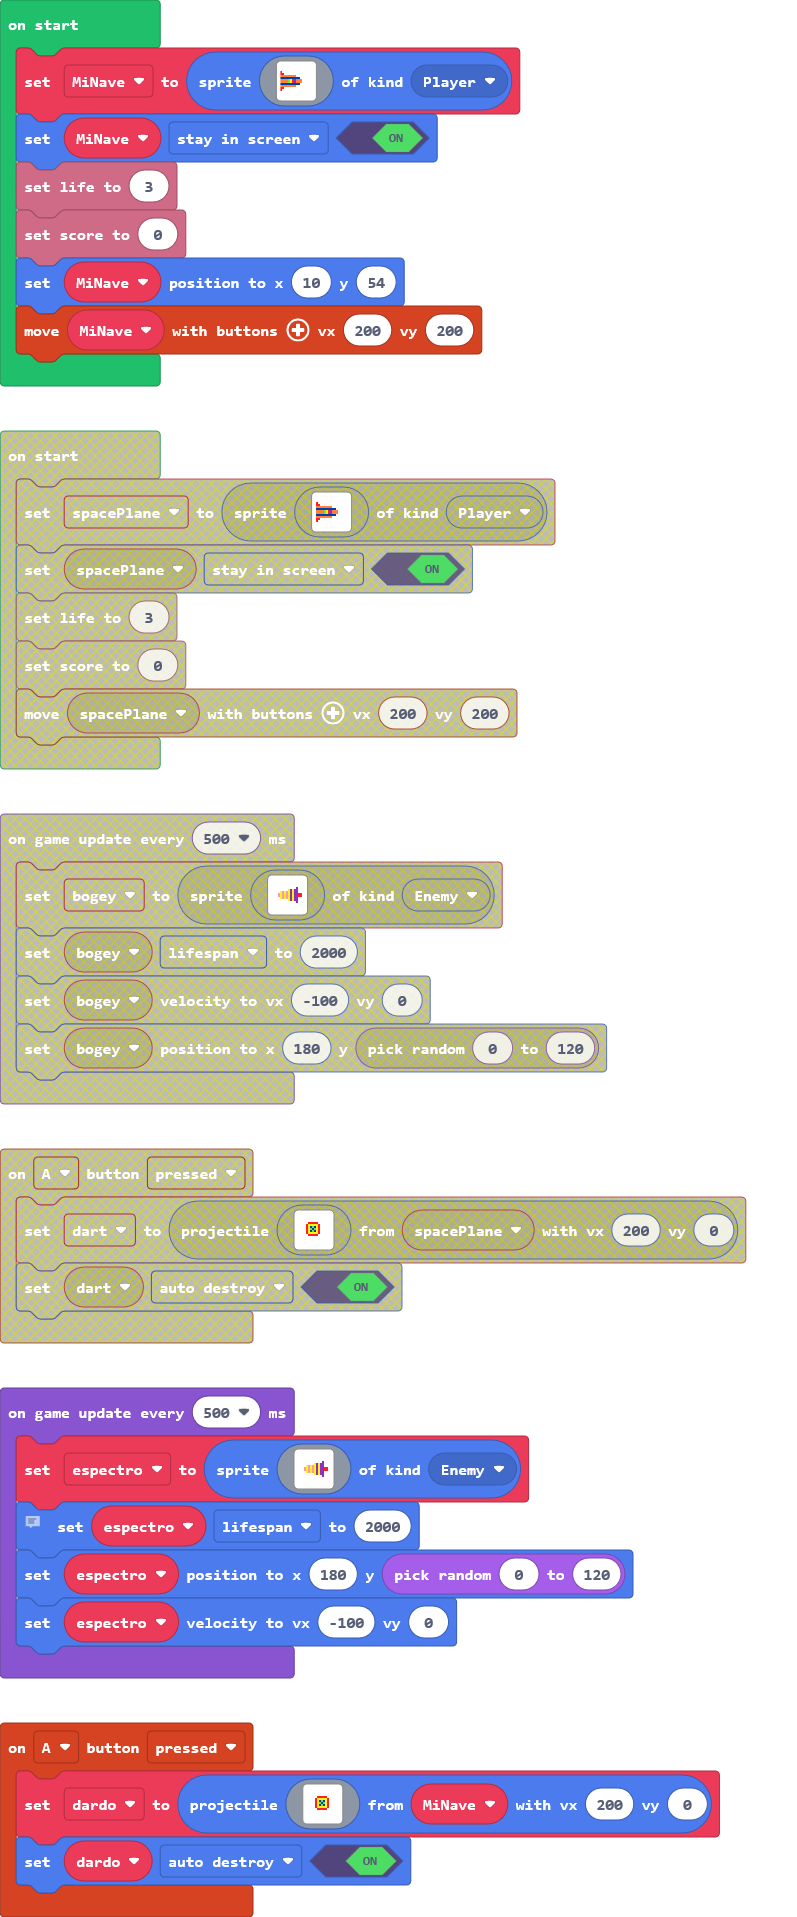 on start
set MiNave to sprite of kind Player
set MiNave stay in screen ON
set life to 3
set score to 0
set MiNave position to x 10 y 54
move MiNave with buttons vx 200 vy 200
on start
set spacePlane to sprite of kind Player
set spacePlane stay in screen ON
set life to 3
set score to 0
move spacePlane with buttons vx 200 vy 200
on game update every 500 ms
set bogey to sprite of kind Enemy
set bogey lifespan to 2000
set bogey velocity to vx -100 vy 0
set bogey position to x 180 y pick random 0 to 120
on A button pressed
set dart to projectile from spacePlane with vx 200 vy 0
set dart auto destroy ON
on game update every 500 ms
set espectro to sprite of kind Enemy
set espectro lifespan to 2000
set espectro position to x 180 y pick random 0 to 120
set espectro velocity to vx -100 vy 0
on A button pressed
set dardo to projectile from MiNave with vx 200 vy 0
set dardo auto destroy ON